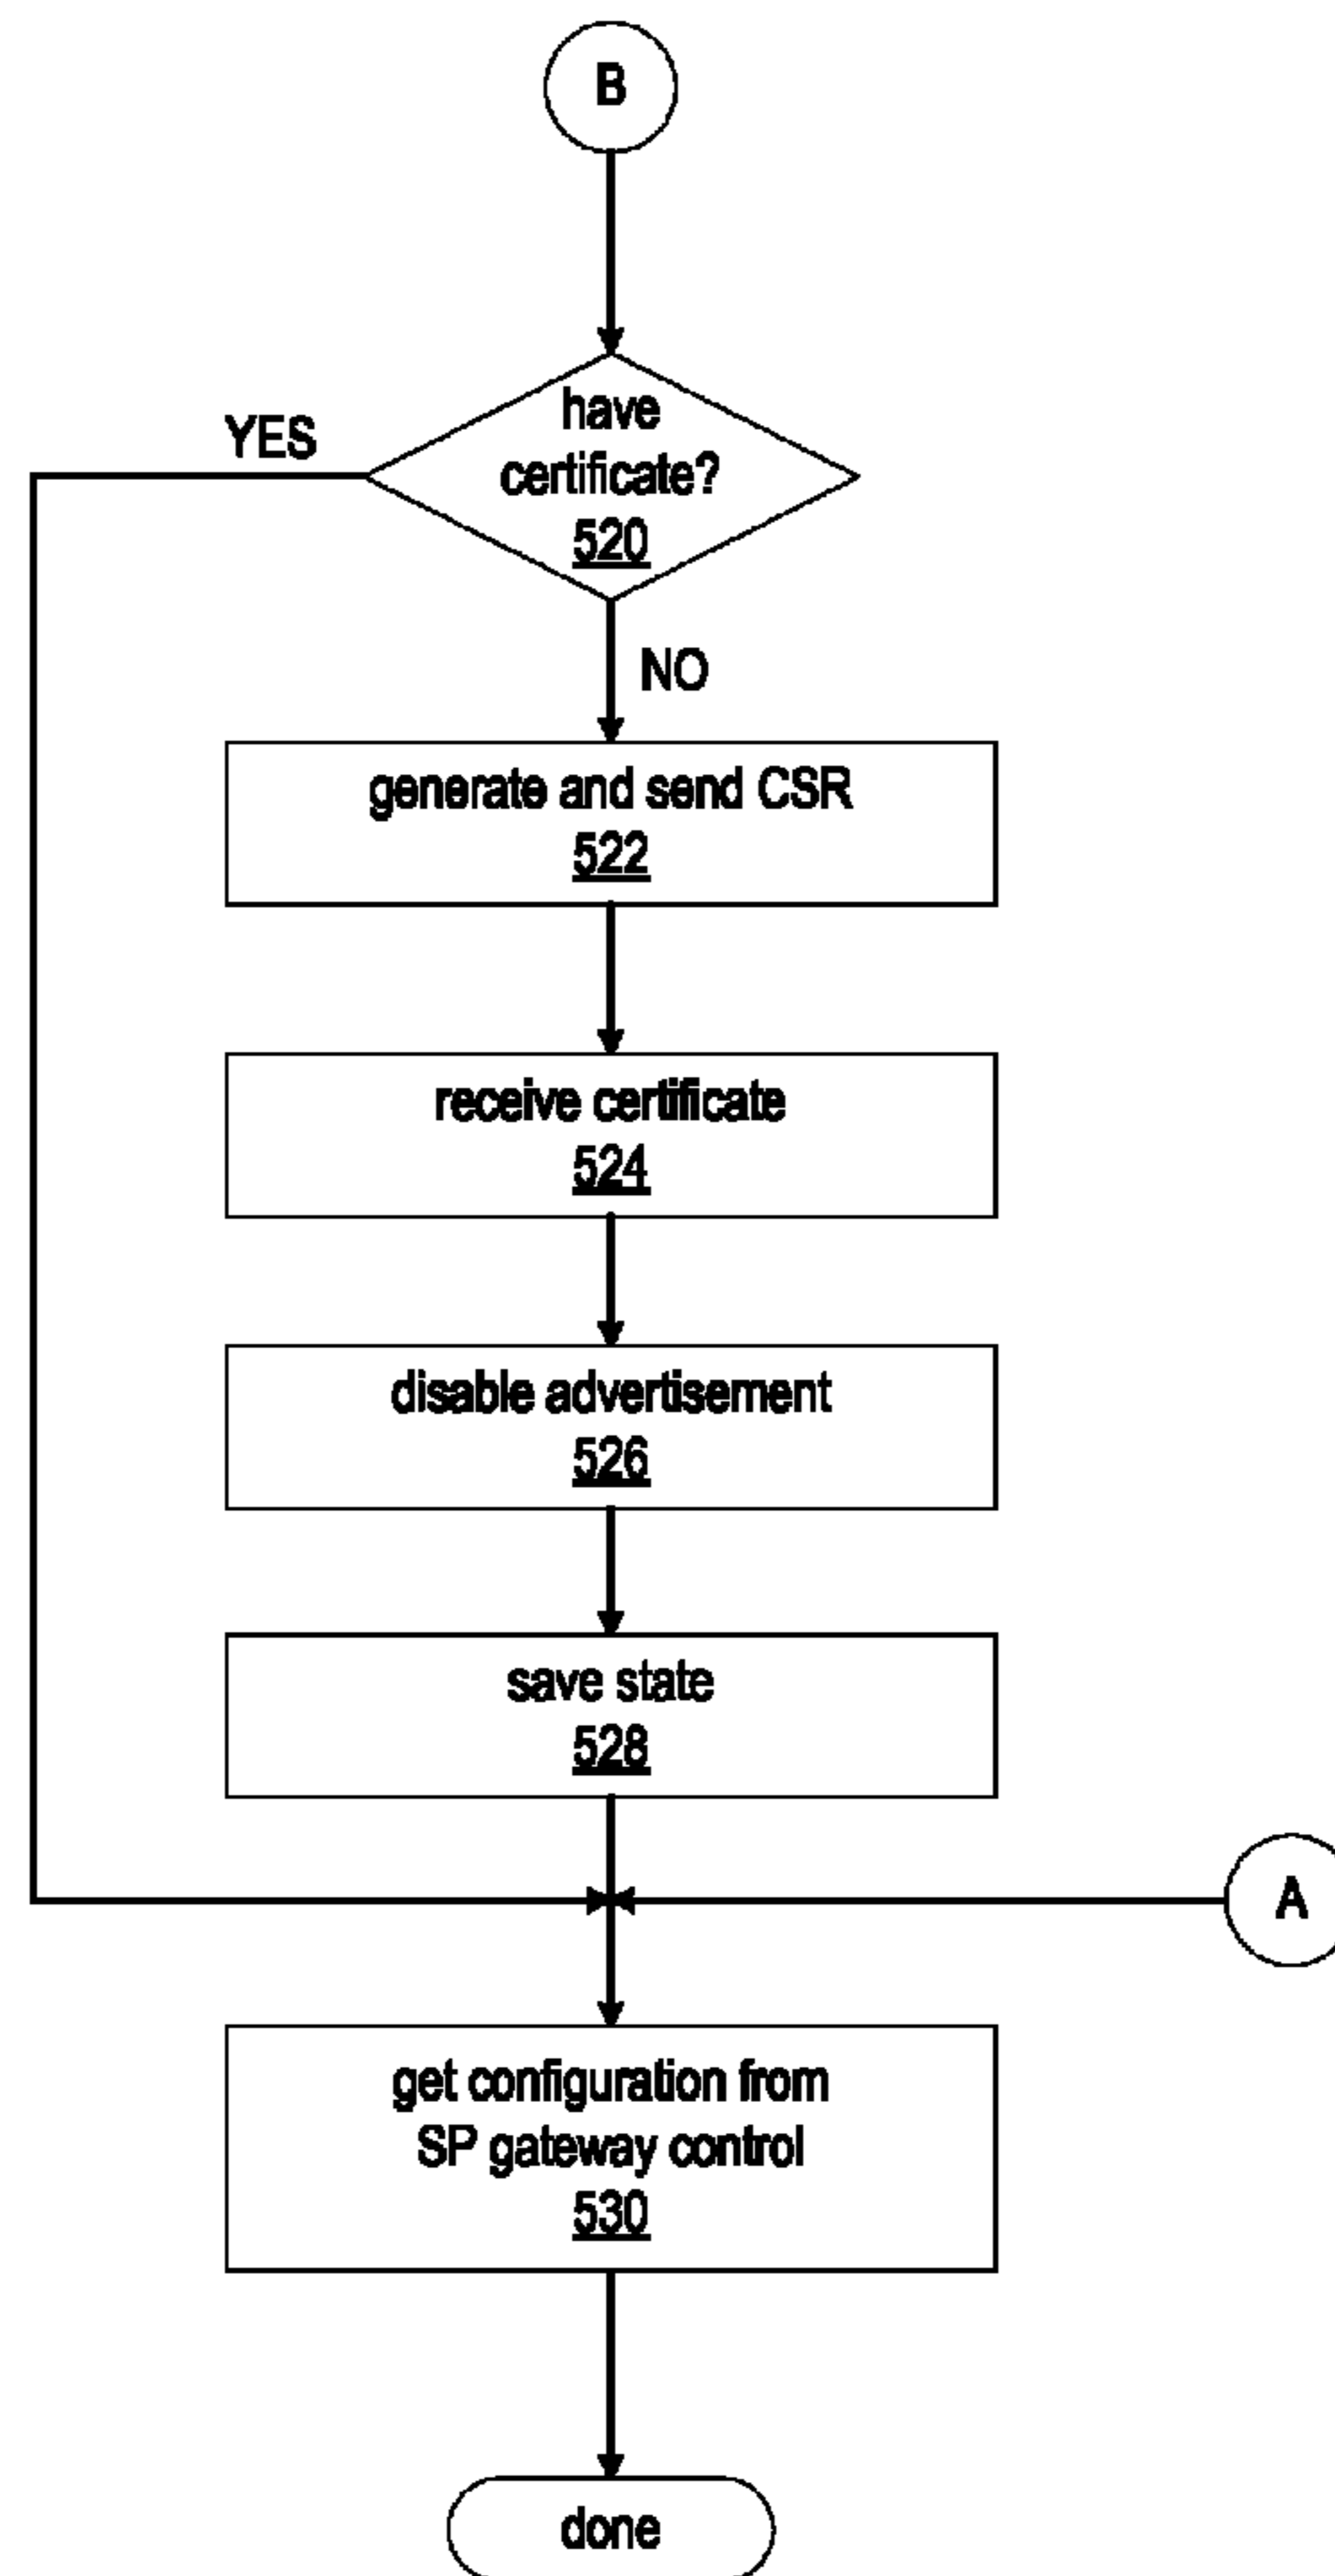 B
have
certificate?
520
YES
NO
generate and send CSR
522
receive certificate
524
disable advertisement
526
save state
528
A
get configuration from
SP gateway control
530
done